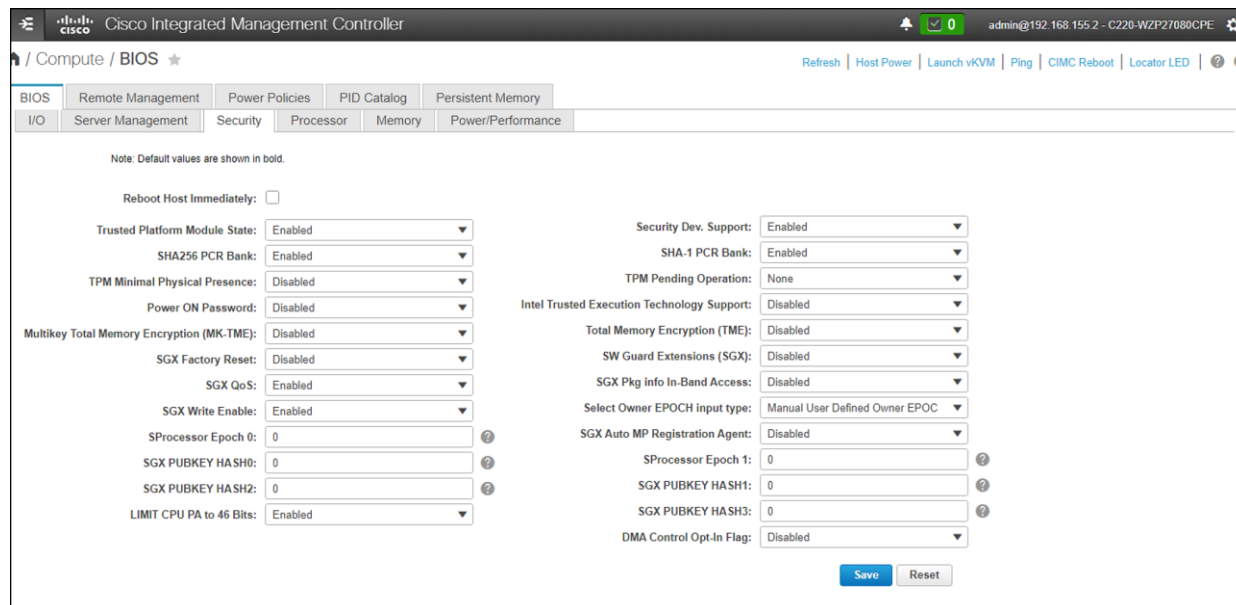 cisco Cisco Integrated Management Controller 0 admin@192.168.155.2 - C220-WZP27080CPE
/ Compute / BIOS Refresh | Host Power | Launch vKVM | Ping | CIMC Reboot | Locator LED | ?
BIOS Remote Management Power Policies PID Catalog Persistent Memory
I/O Server Management Security Processor Memory Power/Performance
Note: Default values are shown in bold.
Reboot Host Immediately:
Trusted Platform Module State: Enabled
SHA256 PCR Bank: Enabled
TPM Minimal Physical Presence: Disabled
Power ON Password: Disabled
Multikey Total Memory Encryption (MK-TME): Disabled
SGX Factory Reset: Disabled
SGX QoS: Enabled
SGX Write Enable: Enabled
SProcessor Epoch 0: 0 ?
SGX PUBKEY HASH0: 0 ?
SGX PUBKEY HASH2: 0 ?
LIMIT CPU PA to 46 Bits: Enabled
Security Dev. Support: Enabled
SHA-1 PCR Bank: Enabled
TPM Pending Operation: None
Intel Trusted Execution Technology Support: Disabled
Total Memory Encryption (TME): Disabled
SW Guard Extensions (SGX): Disabled
SGX Pkg info In-Band Access: Disabled
Select Owner EPOCH input type: Manual User Defined Owner EPOC
SGX Auto MP Registration Agent: Disabled
SProcessor Epoch 1: 0 ?
SGX PUBKEY HASH1: 0 ?
SGX PUBKEY HASH3: 0 ?
DMA Control Opt-In Flag: Disabled
Save Reset